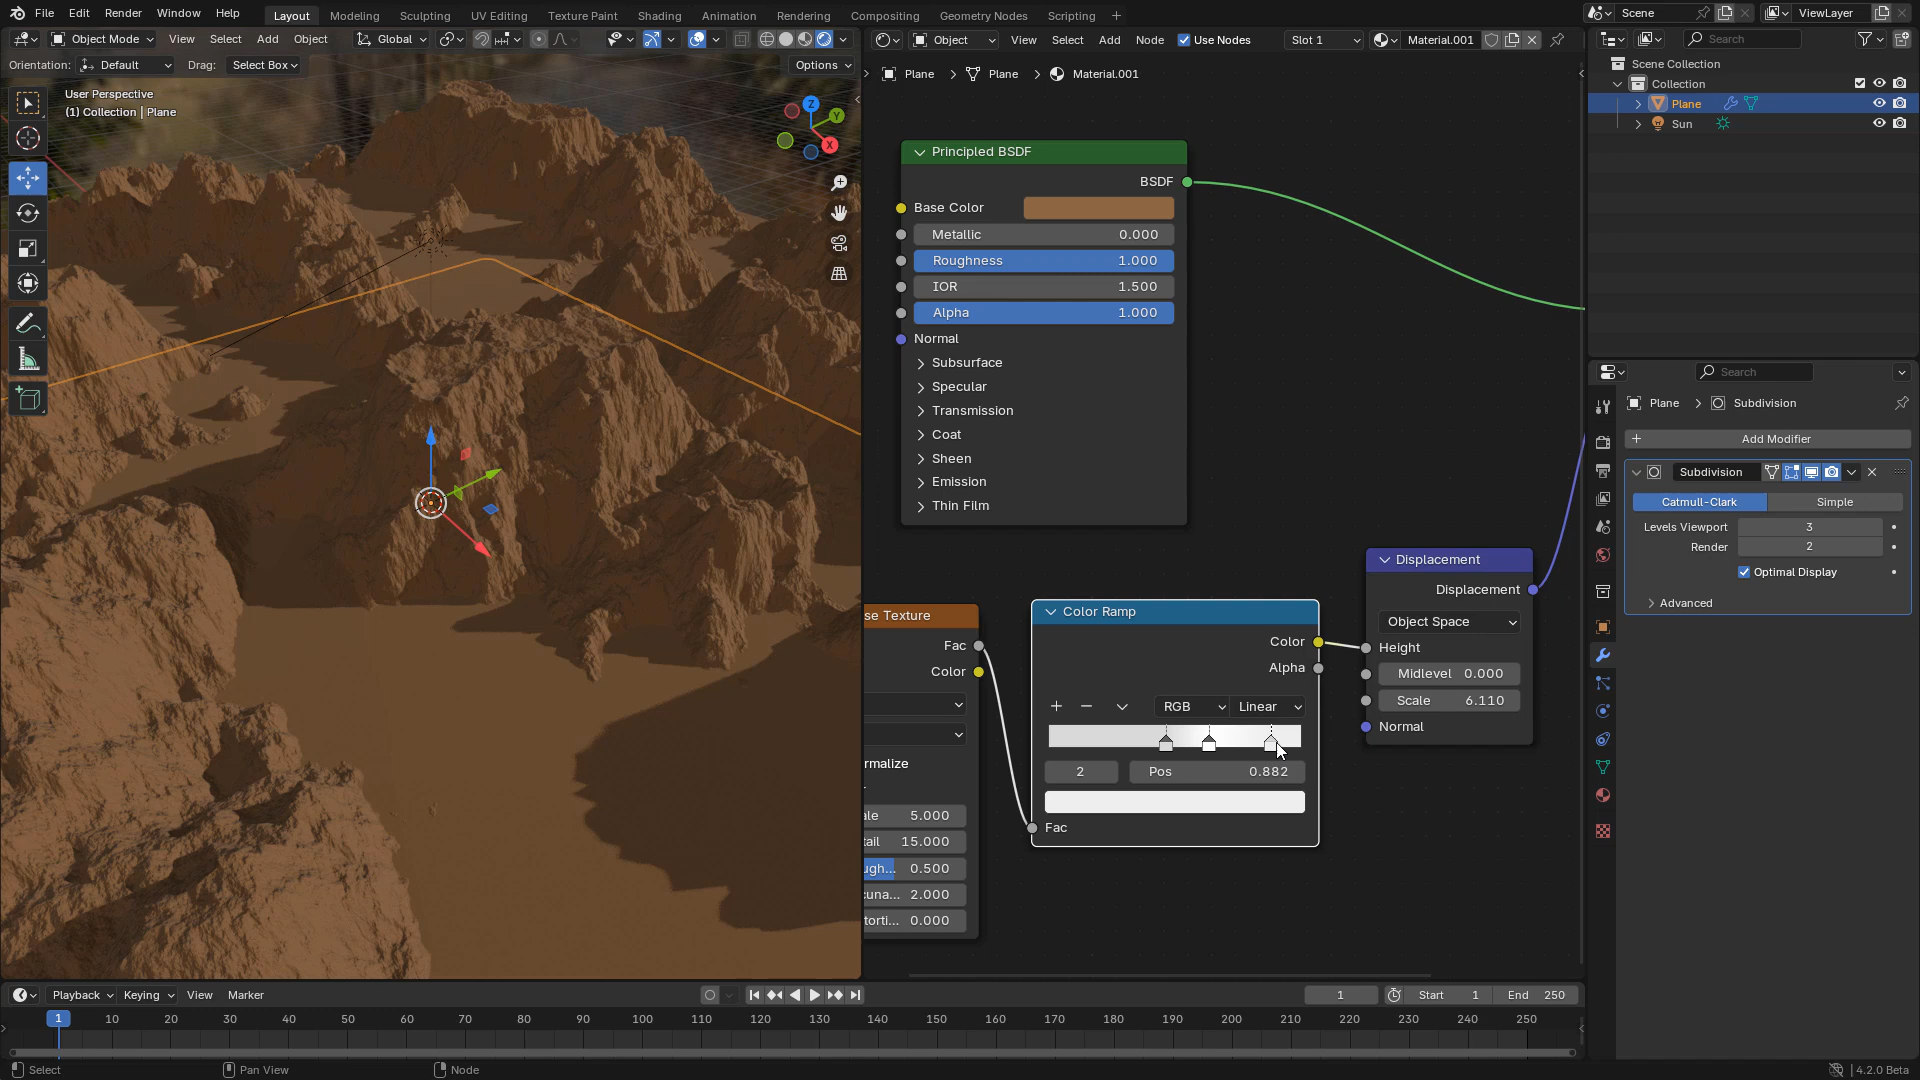 File Edit Render Window Help Layout Modeling Sculpting UV Editing Texture Paint Shading Animation Rendering Compositing Geometry Nodes Scripting + Scene ViewLayer
Object Mode View Select Add Object Global Object View Select Add Node Use Nodes Slot 1 Material.001 Search
Orientation: Default Drag: Select Box Options
Plane > Plane > Material.001
User Perspective
(1) Collection | Plane
Z
Y
X
Scene Collection
Collection
Plane
Sun
Principled BSDF
BSDF
Base Color
Metallic 0.000
Roughness 1.000
IOR 1.500
Alpha 1.000
Normal
Subsurface
Specular
Transmission
Coat
Sheen
Emission
Thin Film
se Texture
Fac
Color
rmalize
ale 5.000
tail 15.000
ugh... 0.500
cuna... 2.000
torti... 0.000
Color Ramp
Color
Alpha
+ − RGB Linear
2 Pos 0.882
Fac
Displacement
Displacement
Object Space
Height
Midlevel 0.000
Scale 6.110
Normal
Search
Plane > Subdivision
+ Add Modifier
Subdivision
Catmull-Clark Simple
Levels Viewport 3
Render 2
Optimal Display
Advanced
Playback Keying View Marker 1 Start 1 End 250
1 10 20 30 40 50 60 70 80 90 100 110 120 130 140 150 160 170 180 190 200 210 220 230 240 250
Select Pan View Node 4.2.0 Beta